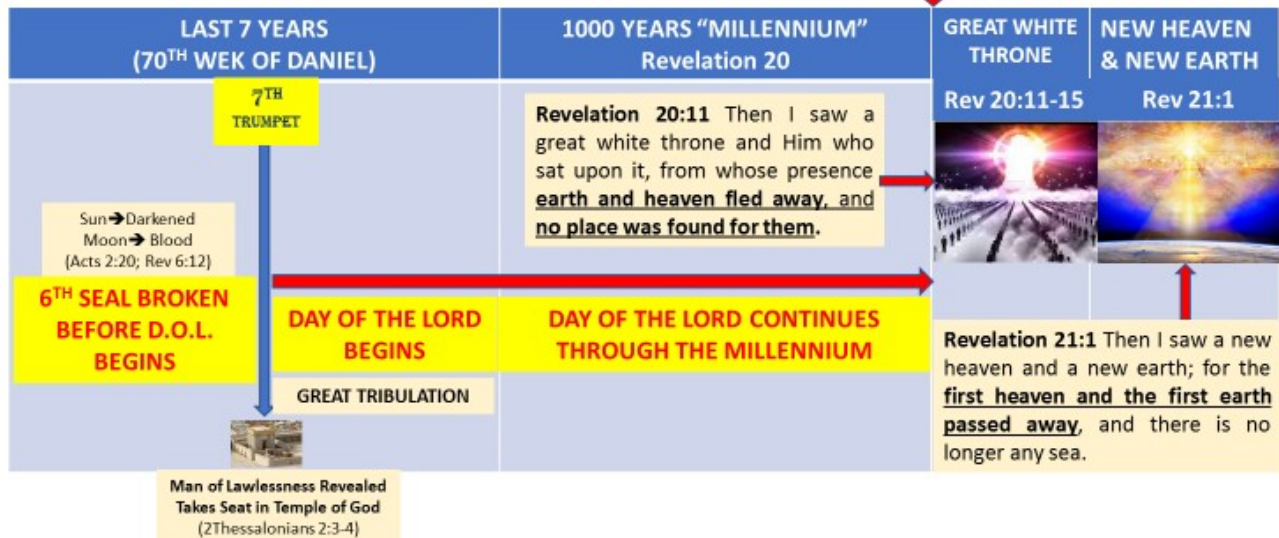 LAST 7 YEARS
(70TH WEK OF DANIEL)
1000 YEARS “MILLENNIUM”
Revelation 20
GREAT WHITE
THRONE
Rev 20:11-15
NEW HEAVEN
& NEW EARTH
Rev 21:1
7TH
TRUMPET
Revelation 20:11 Then I saw a
great white throne and Him who
sat upon it, from whose presence
earth and heaven fled away, and
no place was found for them.
Sun➔Darkened
Moon➔ Blood
(Acts 2:20; Rev 6:12)
6TH SEAL BROKEN
BEFORE D.O.L.
BEGINS
DAY OF THE LORD
BEGINS
DAY OF THE LORD CONTINUES
THROUGH THE MILLENNIUM
GREAT TRIBULATION
Revelation 21:1 Then I saw a new
heaven and a new earth; for the
first heaven and the first earth
passed away, and there is no
longer any sea.
Man of Lawlessness Revealed
Takes Seat in Temple of God
(2Thessalonians 2:3-4)